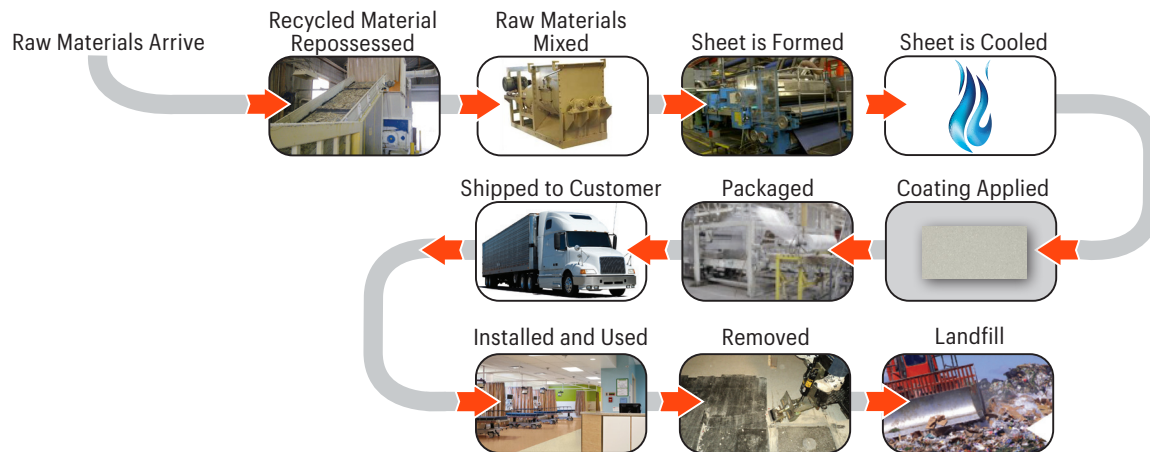 Raw Materials Arrive
Recycled Material
Repossessed
Raw Materials
Mixed
Sheet is Formed
Sheet is Cooled
Shipped to Customer
Packaged
Coating Applied
Installed and Used
Removed
Landfill